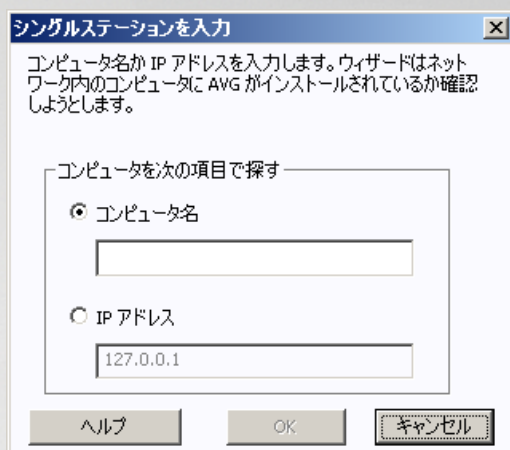 シングルステーションを入力
コンピュータ名か IP アドレスを入力します。ウィザードはネット
ワーク内のコンピュータに AVG がインストールされているか確認
しようとします。
コンピュータを次の項目で探す
コンピュータ名
IP アドレス
127.0.0.1
ヘルプ OK キャンセル